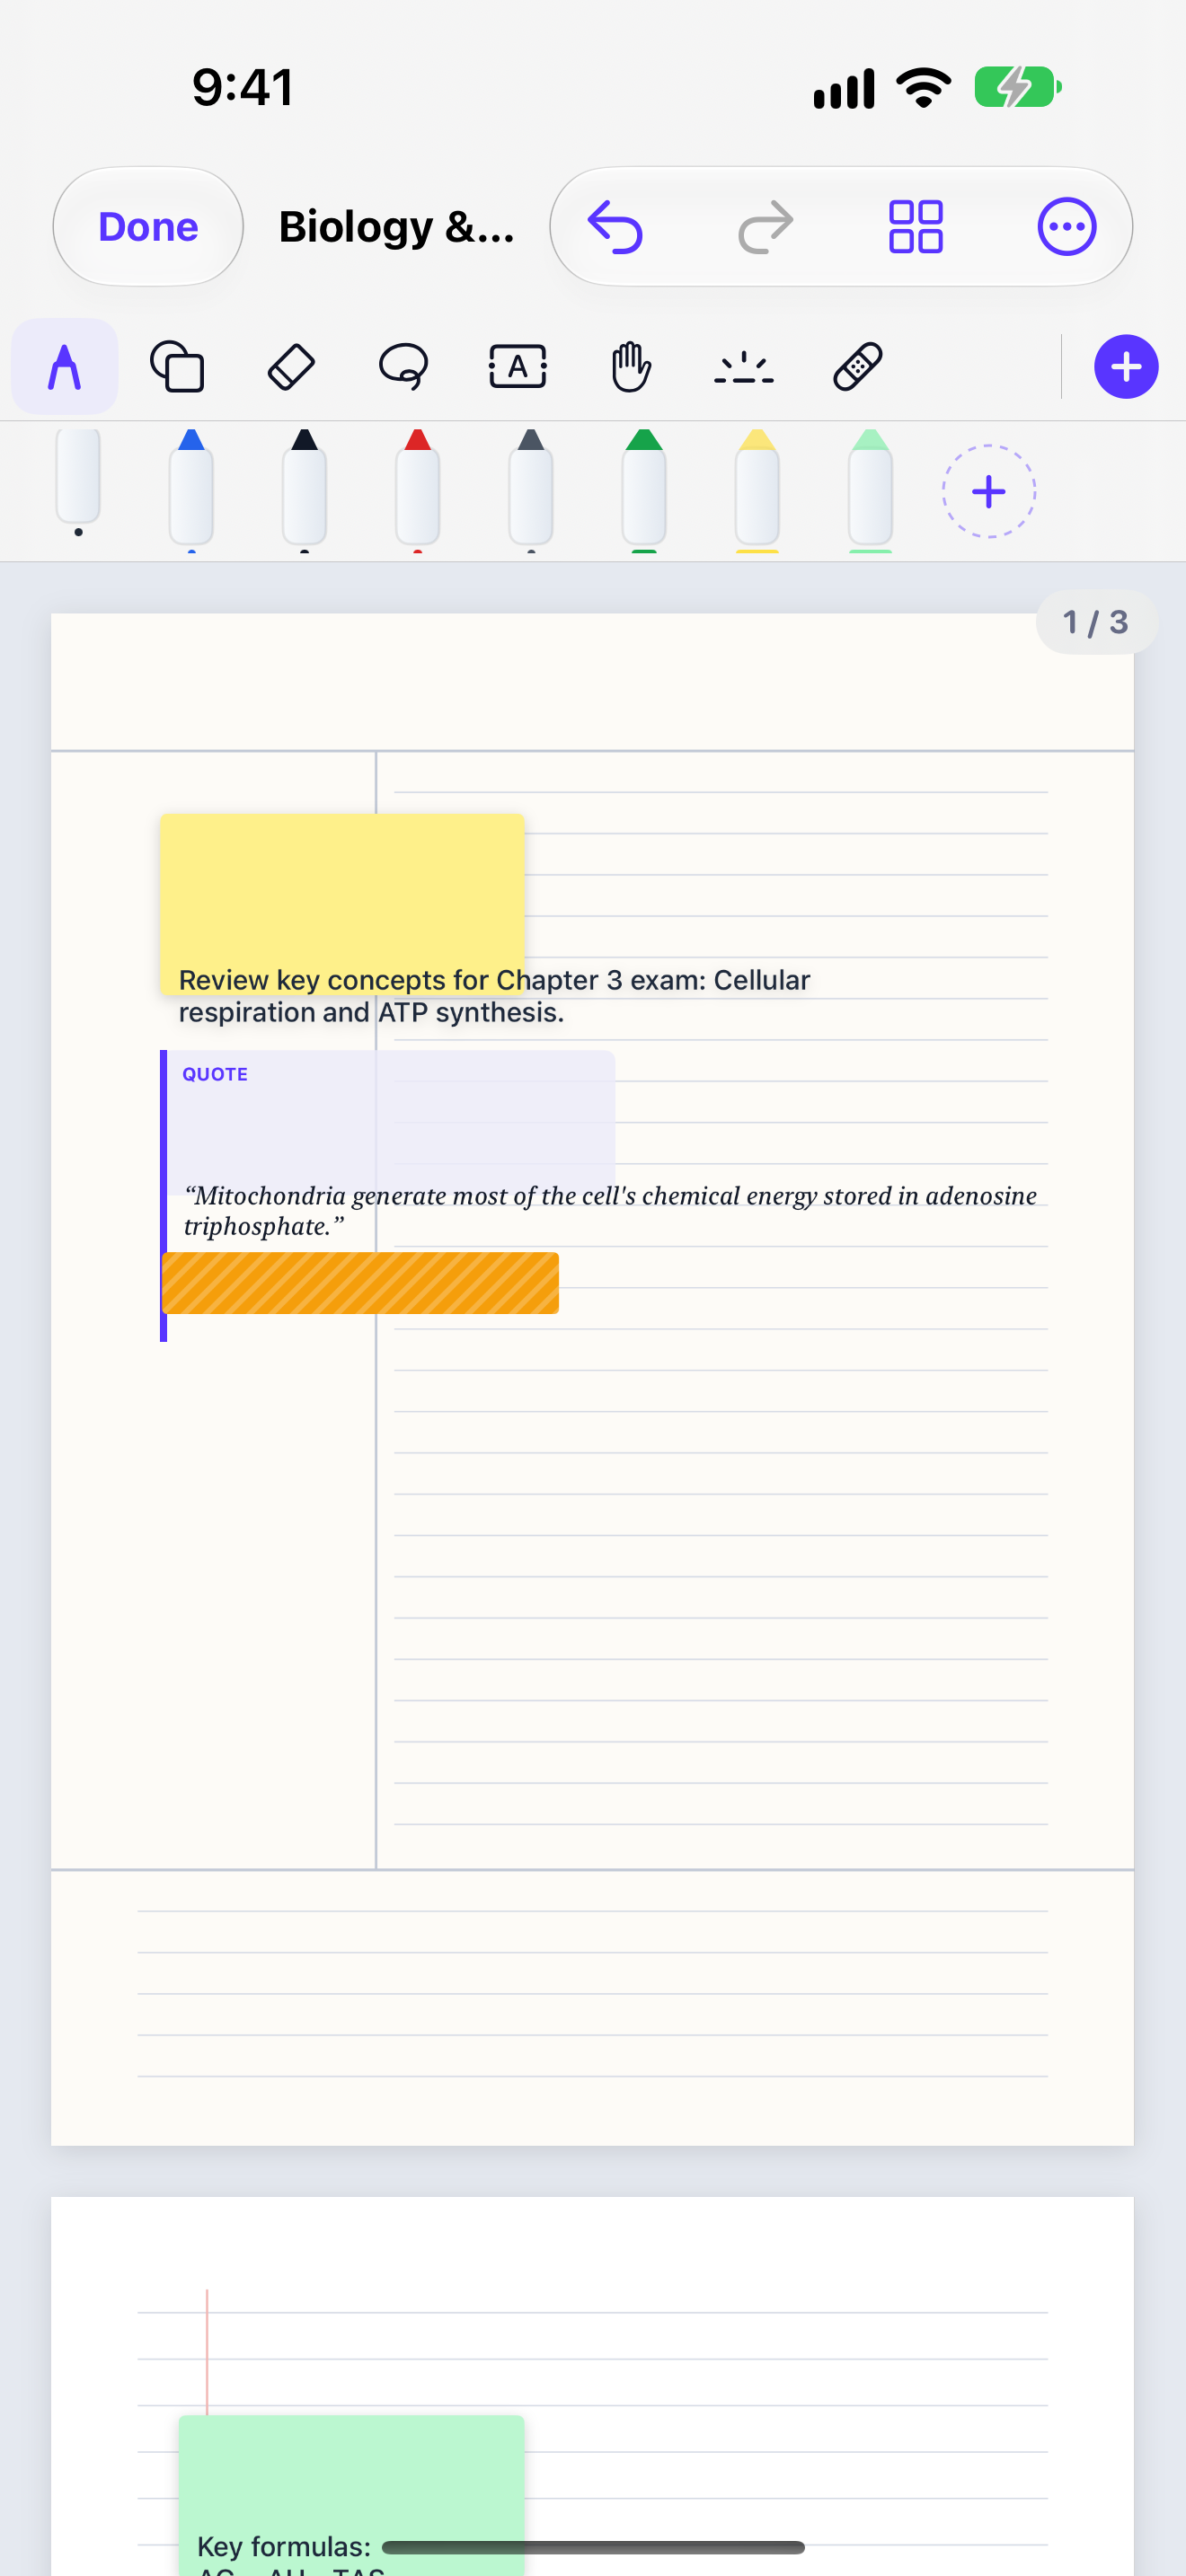 9:41
Done Biology &...
A
1 / 3
Review key concepts for Chapter 3 exam: Cellular
respiration and ATP synthesis.
QUOTE
“Mitochondria generate most of the cell's chemical energy stored in adenosine
triphosphate.”
Key formulas: